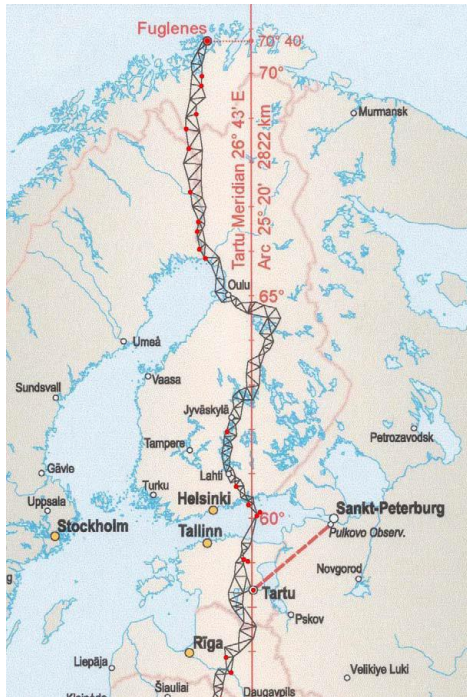 Fuglenes
70° 40'
70°
Murmansk
Tartu Meridian 26° 43' E
Arc 25° 20' 2822 km
Oulu
65°
Umeå
Vaasa
Sundsvall
Jyväskylä
Petrozavodsk
Tampere
Gävie
Lahti
Turku
Uppsala
Helsinki
60°
Sankt-Peterburg
Stockholm
Tallinn
Pulkovo Observ.
Novgorod
Tartu
Pskov
Rīga
Liepāja
Velikiye Luki
Šiauliai
Daugavpils